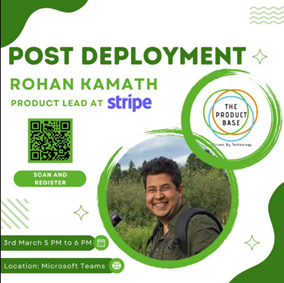 POST DEPLOYMENT
ROHAN KAMATH
PRODUCT LEAD AT stripe
THE
PRODUCT
BASE
Driven By Technology
SCAN AND
REGISTER
3rd March 5 PM to 6 PM
Location: Microsoft Teams